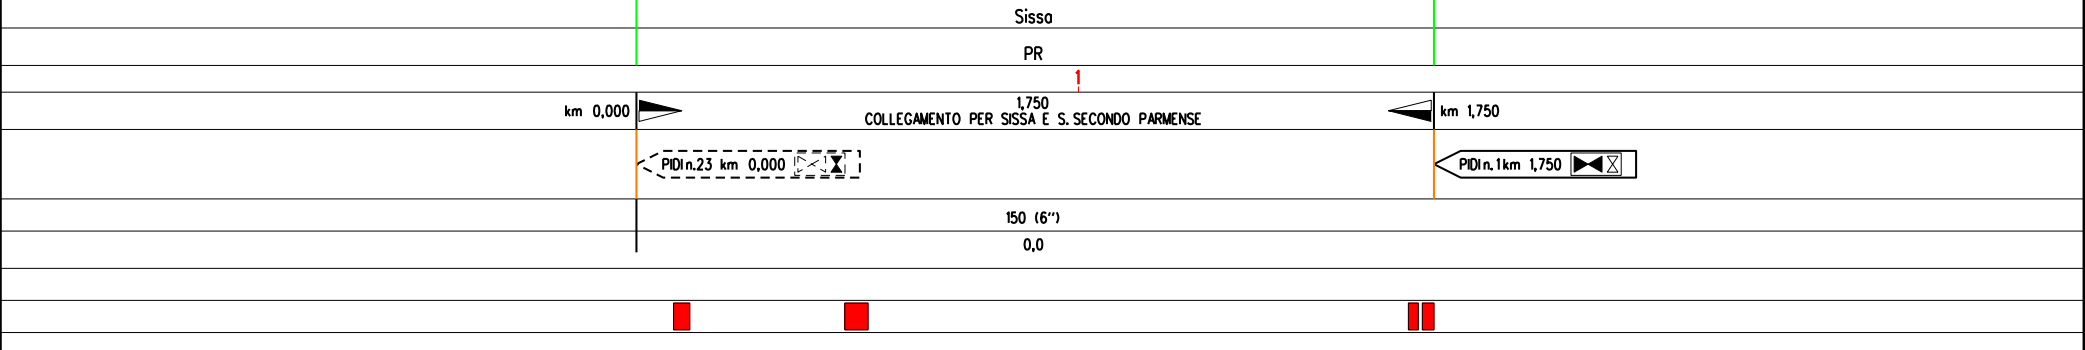 Sissa
PR
1
km 0,000
1,750
COLLEGAMENTO PER SISSA E S. SECONDO PARMENSE
km 1,750
PIDI n.23 km 0,000
PIDI n.1 km 1,750
150 (6")
0,0